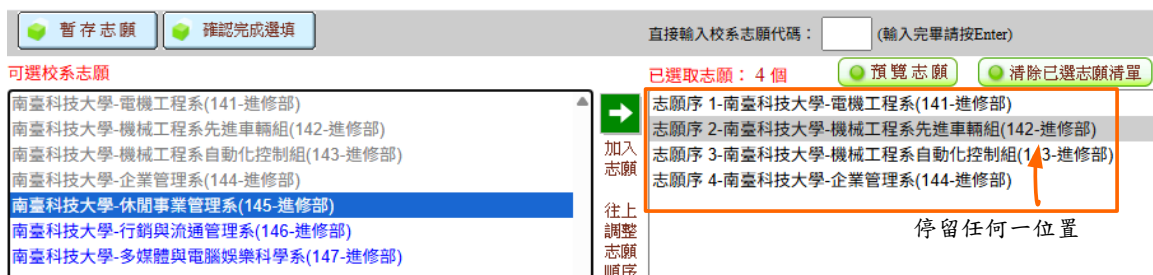 暫存志願
確認完成選填
直接輸入校系志願代碼：
(輸入完畢請按Enter)
可選校系志願
已選取志願：4 個
預覽志願
清除已選志願清單
南臺科技大學-電機工程系(141-進修部)
南臺科技大學-機械工程系先進車輛組(142-進修部)
南臺科技大學-機械工程系自動化控制組(143-進修部)
南臺科技大學-企業管理系(144-進修部)
南臺科技大學-休閒事業管理系(145-進修部)
南臺科技大學-行銷與流通管理系(146-進修部)
南臺科技大學-多媒體與電腦娛樂科學系(147-進修部)
加入
志願
往上
調整
志願
順序
志願序 1-南臺科技大學-電機工程系(141-進修部)
志願序 2-南臺科技大學-機械工程系先進車輛組(142-進修部)
志願序 3-南臺科技大學-機械工程系自動化控制組(143-進修部)
志願序 4-南臺科技大學-企業管理系(144-進修部)
停留任何一位置